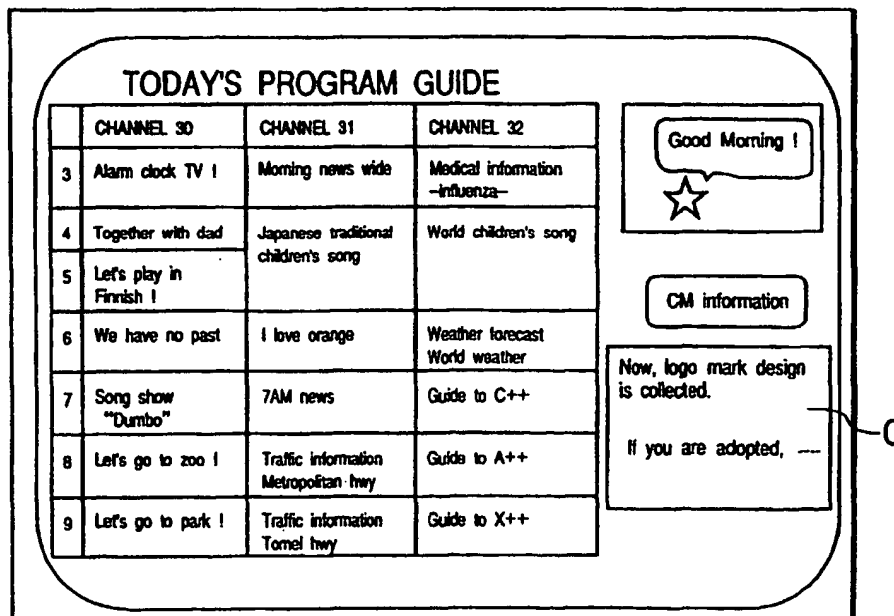 TODAY'S PROGRAM GUIDE
CHANNEL 30 CHANNEL 31 CHANNEL 32
3 Alarm clock TV ! Morning news wide Medical information
–influenza–
4 Together with dad Japanese traditional World children's song
children's song
5 Let's play in
Finnish !
6 We have no past I love orange Weather forecast
World weather
7 Song show 7AM news Guide to C++
"Dumbo"
8 Let's go to zoo ! Traffic information Guide to A++
Metropolitan hwy
9 Let's go to park ! Traffic information Guide to X++
Tomei hwy
Good Morning !
CM information
Now, logo mark design
is collected.
If you are adopted, ----